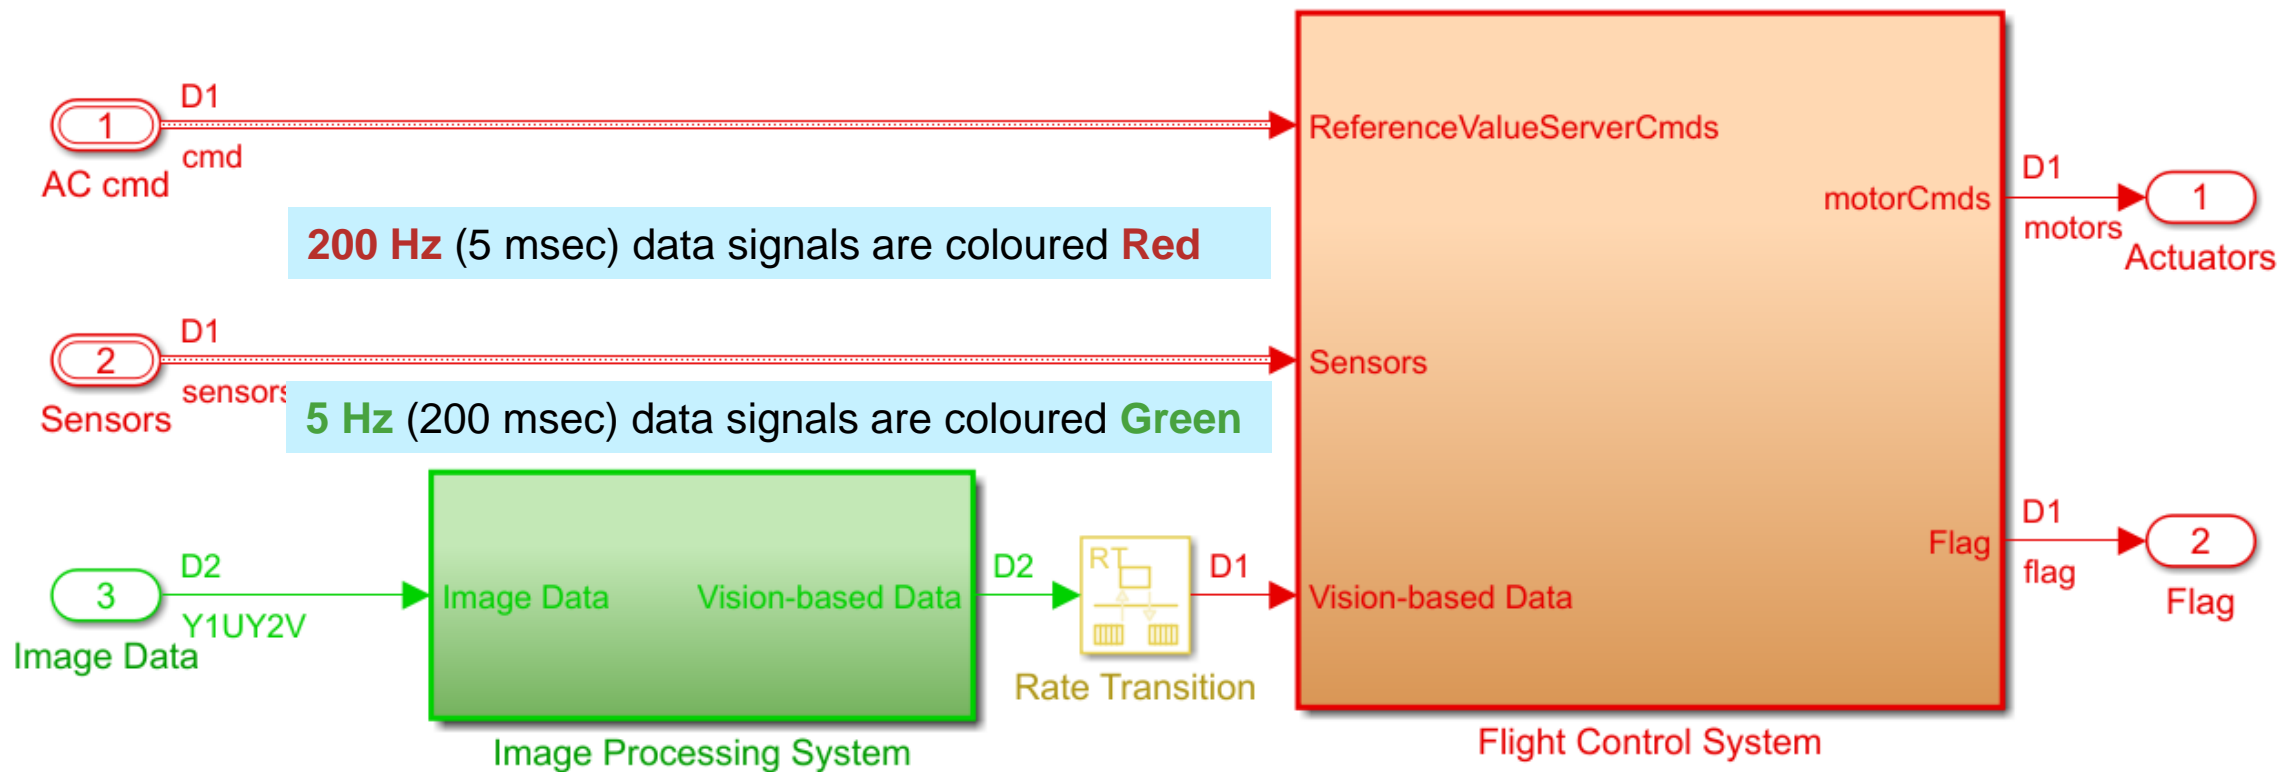 D1
1
cmd
AC cmd
ReferenceValueServerCmds
motorCmds
D1
1
motors
Actuators
200 Hz (5 msec) data signals are coloured Red
D1
2
sensors
Sensors
Sensors
5 Hz (200 msec) data signals are coloured Green
D2
3
Y1UY2V
Image Data
Image Data
Vision-based Data
Image Processing System
D2
RT
Rate Transition
D1
Vision-based Data
Flag
D1
2
flag
Flag
Flight Control System